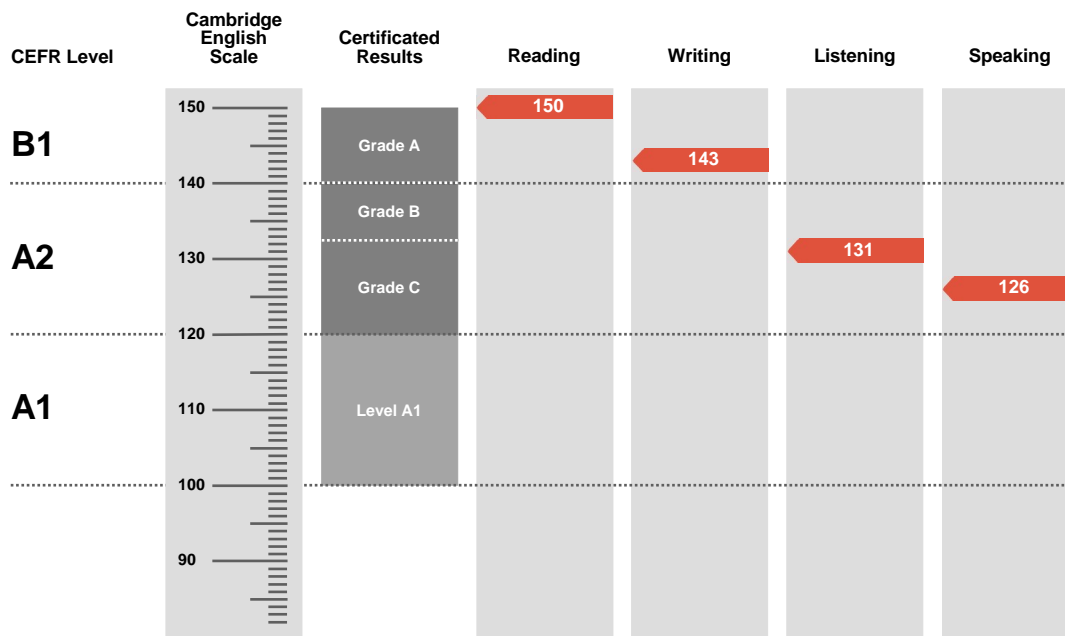 CEFR Level
Cambridge
English
Scale
Certificated
Results
Reading
Writing
Listening
Speaking
150
150
B1
Grade A
143
140
Grade B
A2
130
131
Grade C
126
120
A1
110
Level A1
100
90